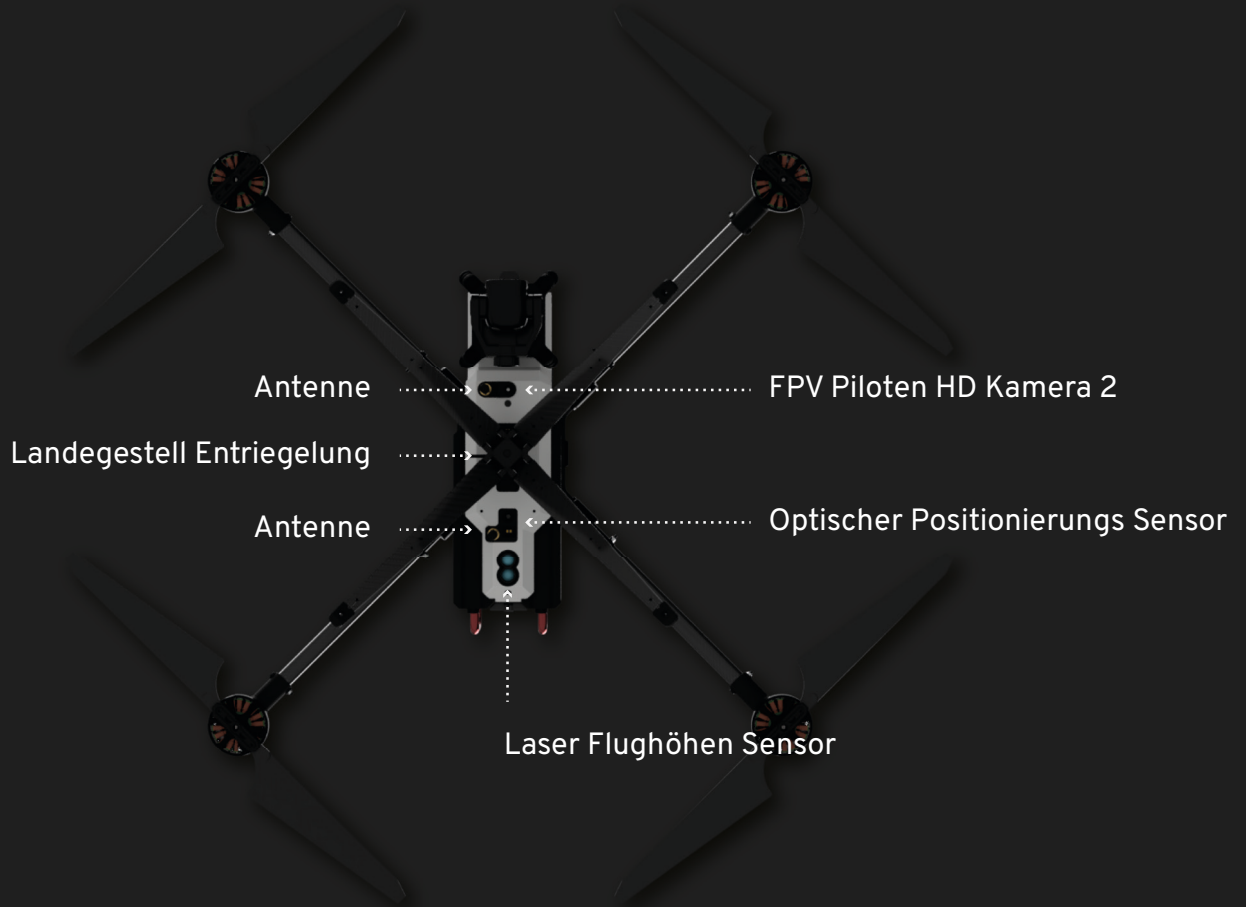 Antenne
FPV Piloten HD Kamera 2
Landegestell Entriegelung
Antenne
Optischer Positionierungs Sensor
Laser Flughöhen Sensor